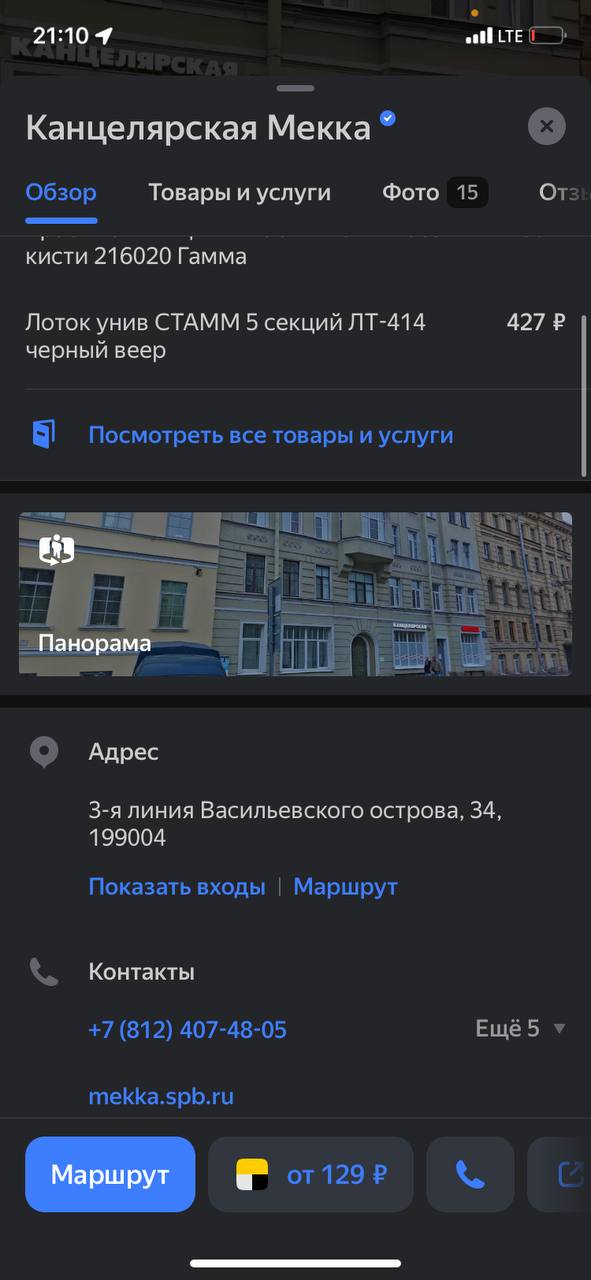 21:10
LTE
КАНЦЕЛЯРСКАЯ
Канцелярская Мекка
Обзор
Товары и услуги
Фото 15
кисти 216020 Гамма
Лоток унив СТАММ 5 секций ЛТ-414
черный веер
427 ₽
Посмотреть все товары и услуги
КАНЦЕЛЯРСКАЯ
Панорама
Адрес
3-я линия Васильевского острова, 34,
199004
Показать входы | Маршрут
Контакты
+7 (812) 407-48-05
Ещё 5
mekka.spb.ru
Маршрут
от 129 ₽